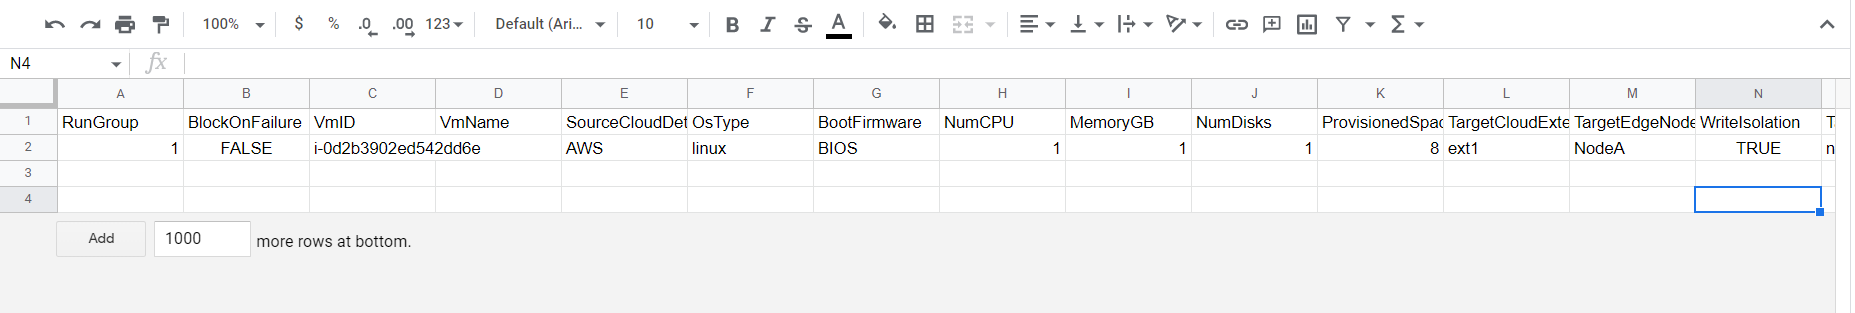 100% $ % .0 .00 123 Default (Ari... 10 B I S A Σ
N4 fx
A B C D E F G H I J K L M N
1 RunGroup BlockOnFailure VmID VmName SourceCloudDet OsType BootFirmware NumCPU MemoryGB NumDisks ProvisionedSpac TargetCloudExte TargetEdgeNode WriteIsolation
2 1 FALSE i-0d2b3902ed542dd6e AWS linux BIOS 1 1 1 8 ext1 NodeA TRUE n
3
4
Add 1000 more rows at bottom.